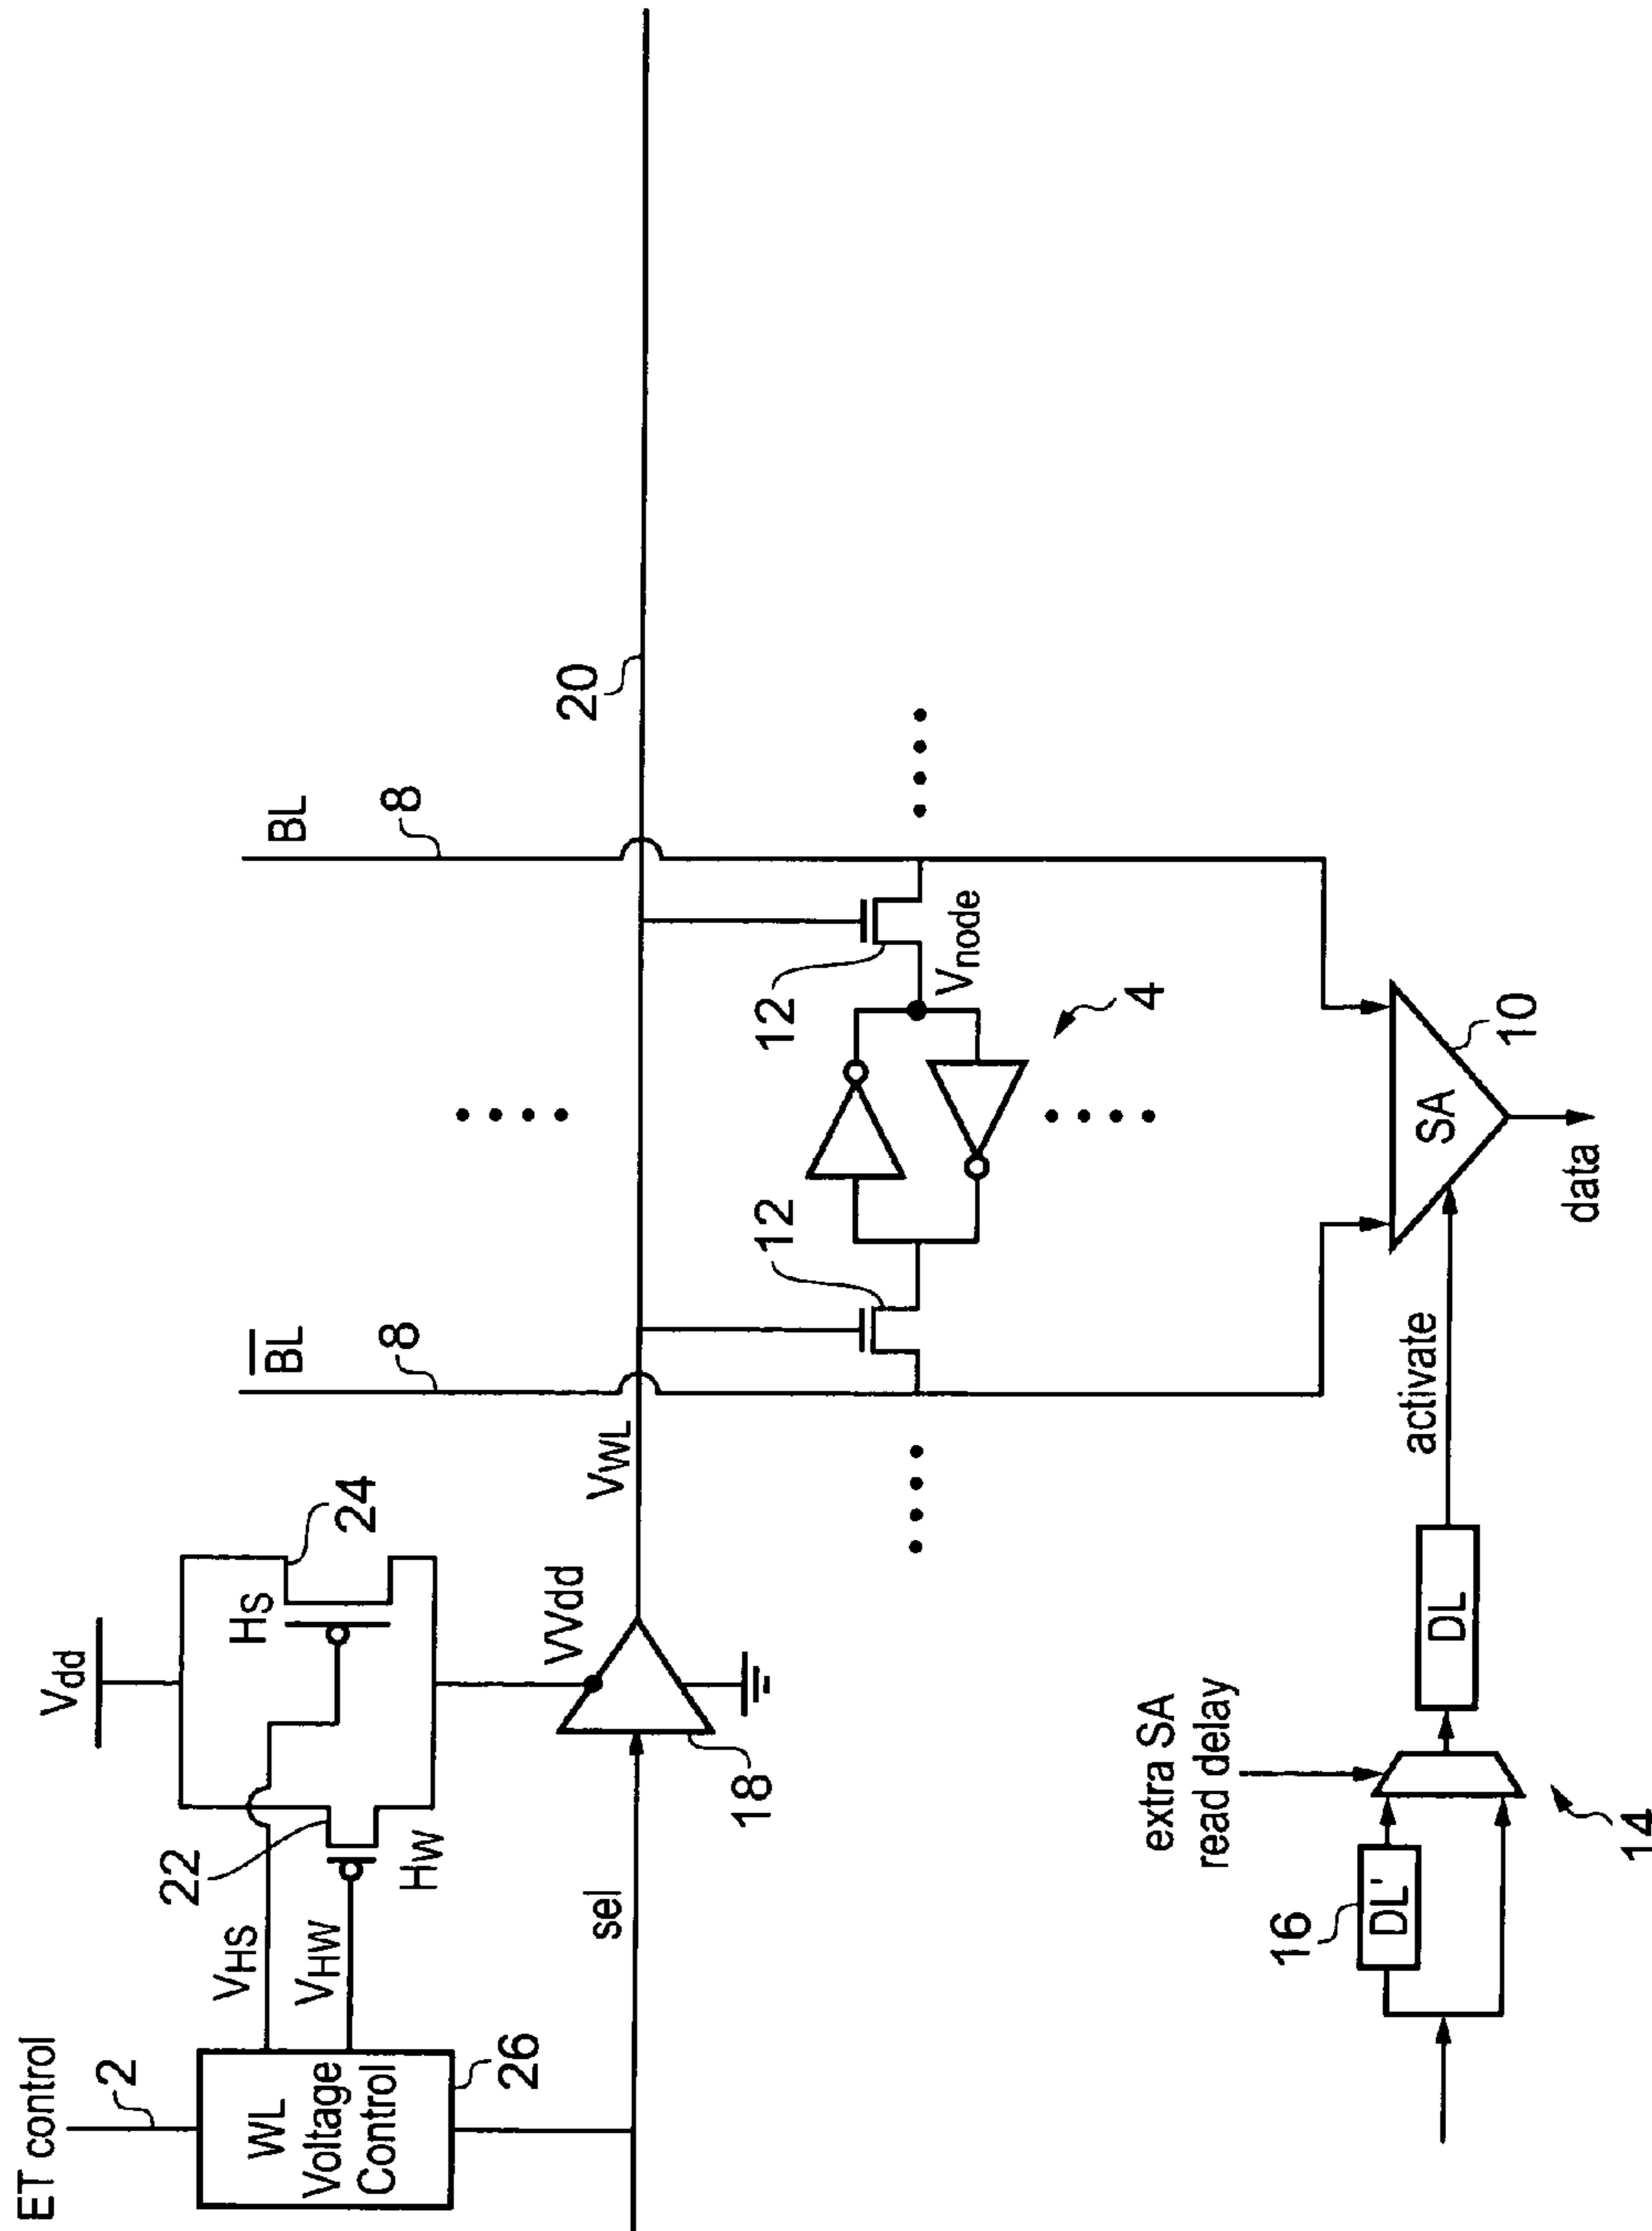 ET control
2
WL
Voltage
Control
26
VHS
VHW
22
HW
Vdd
HS
24
VVdd
sel
18
VWL
BL
8
BL
8
20
12
12
Vnode
4
SA
10
data
activate
DL
extra SA
read delay
16
DL'
14